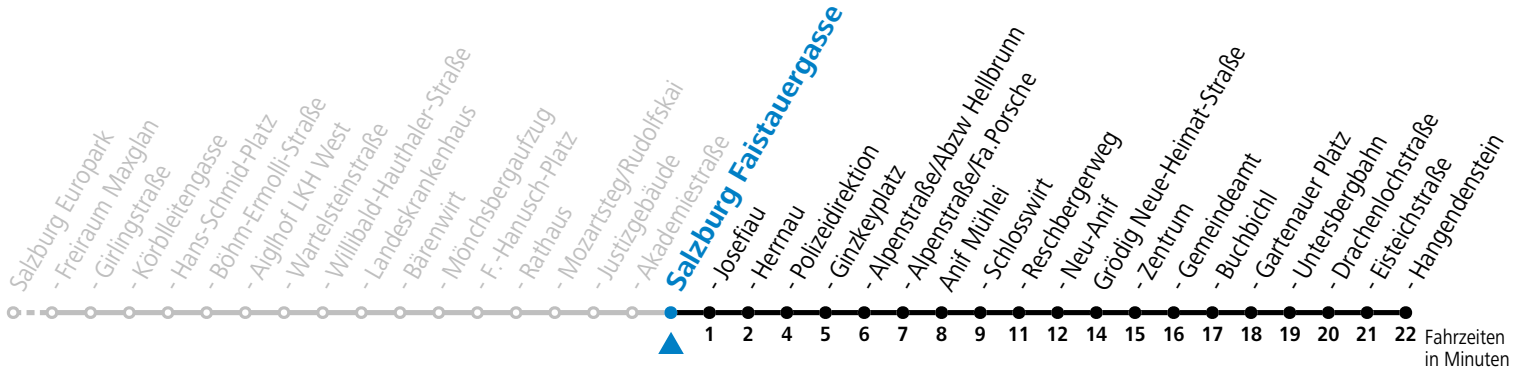 Salzburg Europark
- Freiraum Maxglan
- Girlingstraße
- Körblleitengasse
- Hans-Schmid-Platz
- Böhm-Ermolli-Straße
- Aiglhof LKH West
- Wartelsteinstraße
- Willibald-Hauthaler-Straße
- Landeskrankenhaus
- Bärenwirt
- Mönchsbergaufzug
- F.-Hanusch-Platz
- Rathaus
- Mozartsteg/Rudolfskai
- Justizgebäude
- Akademiestraße
Salzburg Faistauergasse
- Josefiau
- Herrnau
- Polizeidirektion
- Ginzkeyplatz
- Alpenstraße/Abzw Hellbrunn
- Alpenstraße/Fa.Porsche
Anif Mühlei
- Schlosswirt
- Reschbergerweg
- Neu-Anif
Grödig Neue-Heimat-Straße
- Zentrum
- Gemeindeamt
- Buchbichl
- Gartenauer Platz
- Untersbergbahn
- Drachenlochstraße
- Eisteichstraße
- Hangendenstein
1 2 4 5 6 7 8 9 11 12 14 15 16 17 18 19 20 21 22 Fahrzeiten
in Minuten